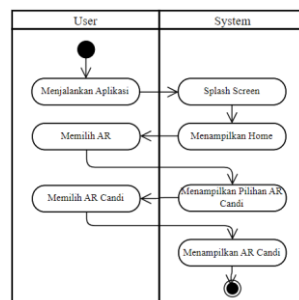 User
System
Menjalankan Aplikasi
Splash Screen
Memilih AR
Menampilkan Home
Memilih AR Candi
Menampilkan Pilihan AR
Candi
Menampilkan AR Candi